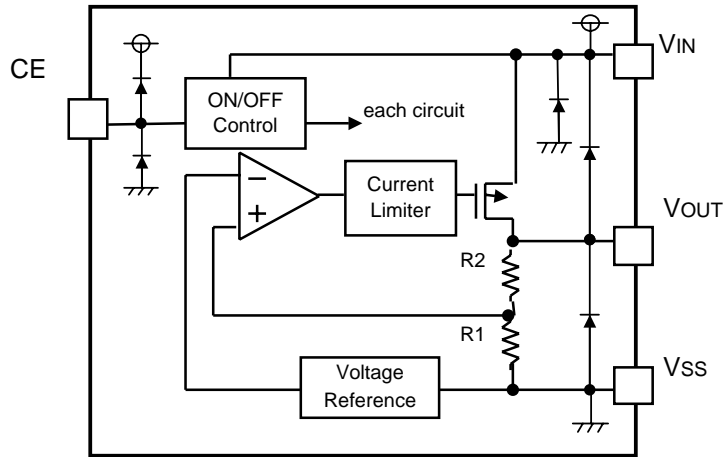 VIN
CE
ON/OFF
Control
each circuit
−
+
Current
Limiter
VOUT
R2
R1
Voltage
Reference
VSS